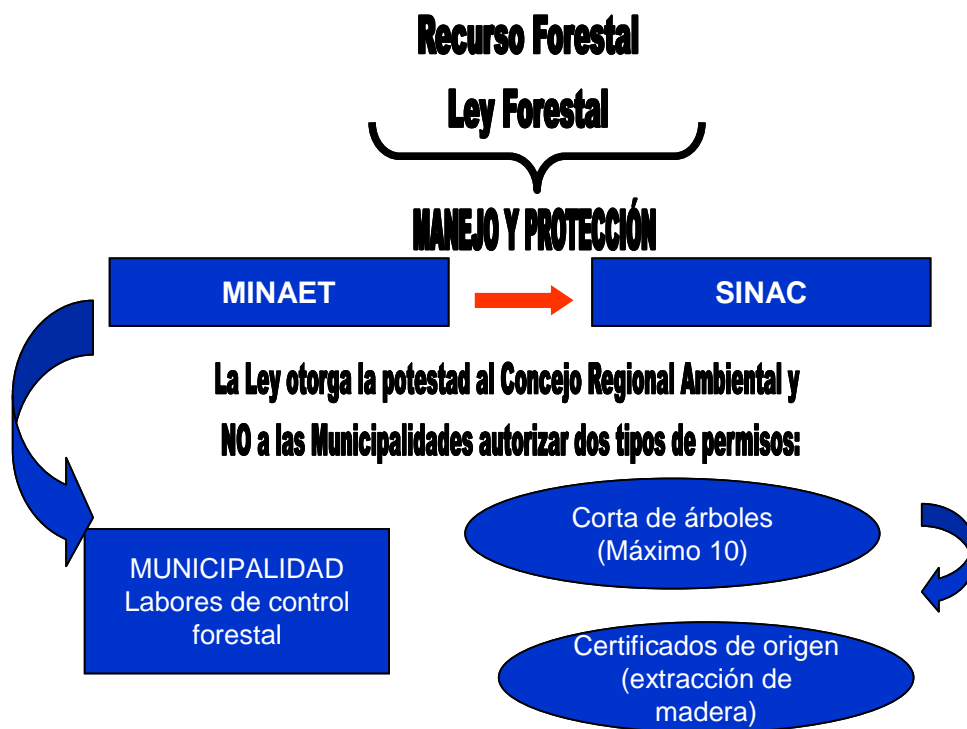 Recurso Forestal
Ley Forestal
MANEJO Y PROTECCIÓN
MINAET
SINAC
La Ley otorga la potestad al Concejo Regional Ambiental y
NO a las Municipalidades autorizar dos tipos de permisos:
MUNICIPALIDAD
Labores de control
forestal
Corta de árboles
(Máximo 10)
Certificados de origen
(extracción de
madera)